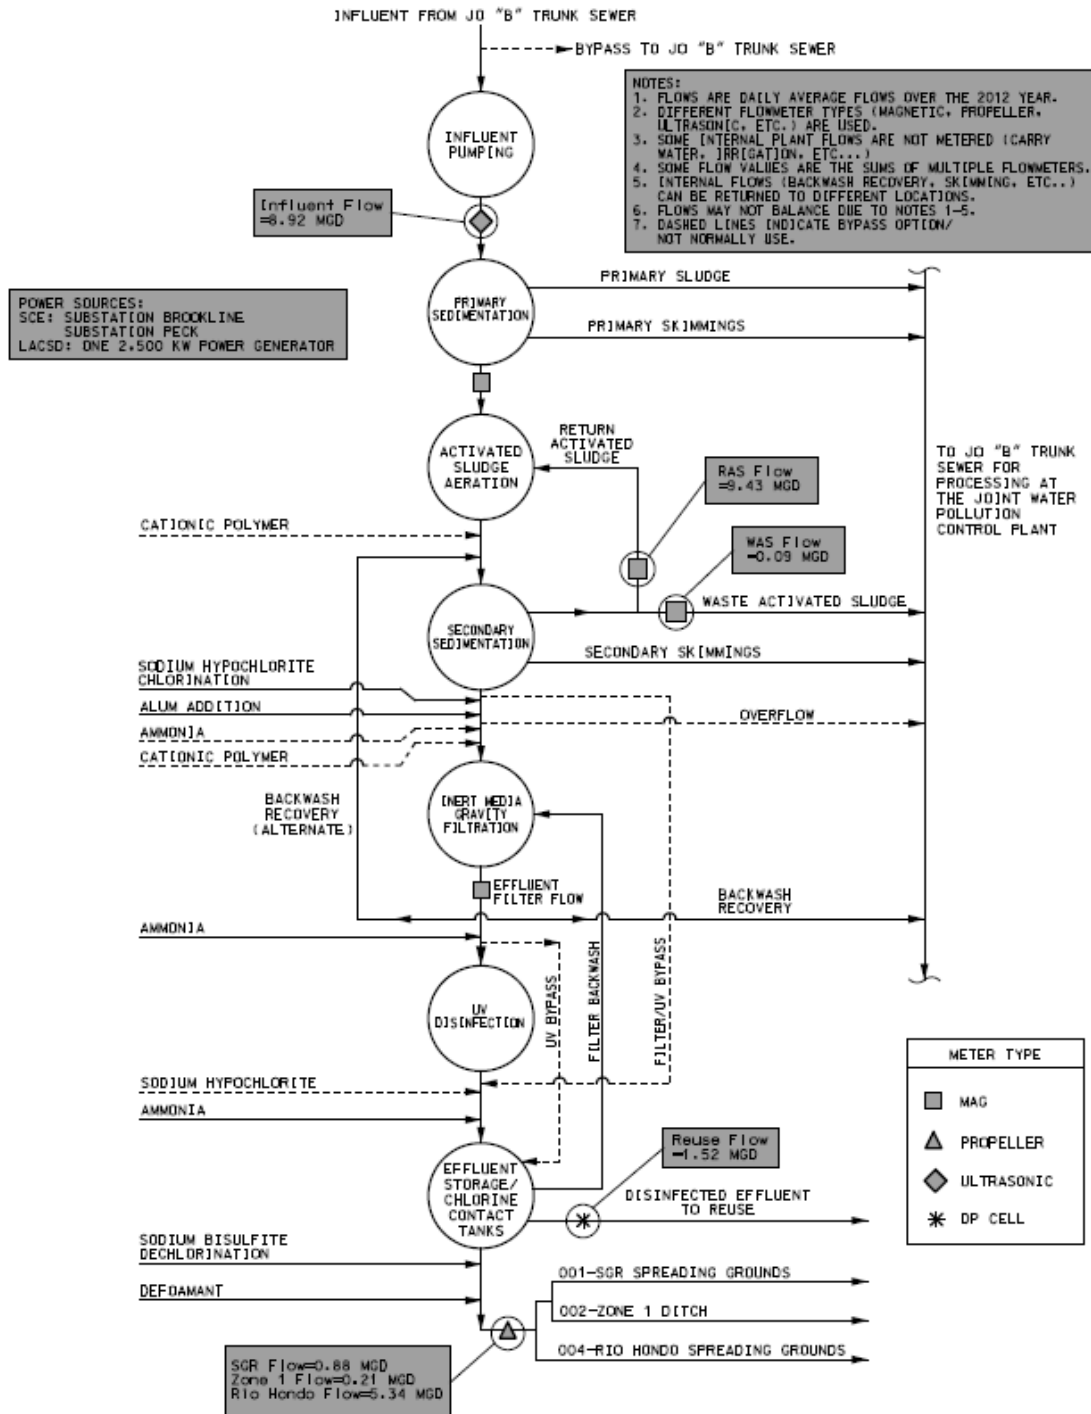 INFLUENT FROM JO "B" TRUNK SEWER
BYPASS TO JO "B" TRUNK SEWER
NOTES:
1. FLOWS ARE DAILY AVERAGE FLOWS OVER THE 2012 YEAR.
2. DIFFERENT FLOWMETER TYPES (MAGNETIC, PROPELLER,
ULTRASONIC, ETC.) ARE USED.
3. SOME INTERNAL PLANT FLOWS ARE NOT METERED (CARRY
WATER, IRRIGATION, ETC...)
4. SOME FLOW VALUES ARE THE SUMS OF MULTIPLE FLOWMETERS.
5. INTERNAL FLOWS (BACKWASH RECOVERY, SKIMMING, ETC..)
CAN BE RETURNED TO DIFFERENT LOCATIONS.
6. FLOWS MAY NOT BALANCE DUE TO NOTES 1-5.
7. DASHED LINES INDICATE BYPASS OPTION/
NOT NORMALLY USE.
INFLUENT
PUMPING
Influent Flow
=8.92 MGD
POWER SOURCES:
SCE: SUBSTATION BROOKLINE
SUBSTATION PECK
LACSD: ONE 2,500 KW POWER GENERATOR
PRIMARY
SEDIMENTATION
PRIMARY SLUDGE
PRIMARY SKIMMINGS
ACTIVATED
SLUDGE
AERATION
RETURN
ACTIVATED
SLUDGE
RAS Flow
=9.43 MGD
WAS Flow
=0.09 MGD
TO JO "B" TRUNK
SEWER FOR
PROCESSING AT
THE JOINT WATER
POLLUTION
CONTROL PLANT
CATIONIC POLYMER
WASTE ACTIVATED SLUDGE
SECONDARY
SEDIMENTATION
SECONDARY SKIMMINGS
SODIUM HYPOCHLORITE
CHLORINATION
ALUM ADDITION
OVERFLOW
AMMONIA
CATIONIC POLYMER
BACKWASH
RECOVERY
(ALTERNATE)
INERT MEDIA
GRAVITY
FILTRATION
EFFLUENT
FILTER FLOW
BACKWASH
RECOVERY
AMMONIA
UV
DISINFECTION
UV BYPASS
FILTER BACKWASH
FILTER/UV BYPASS
SODIUM HYPOCHLORITE
AMMONIA
METER TYPE
MAG
PROPELLER
ULTRASONIC
DP CELL
Reuse Flow
=1.52 MGD
EFFLUENT
STORAGE/
CHLORINE
CONTACT
TANKS
DISINFECTED EFFLUENT
TO REUSE
SODIUM BISULFITE
DECHLORINATION
DEFOAMANT
001-SGR SPREADING GROUNDS
002-ZONE 1 DITCH
004-RIO HONDO SPREADING GROUNDS
SGR Flow=0.88 MGD
Zone 1 Flow=0.21 MGD
Rio Hondo Flow=5.34 MGD